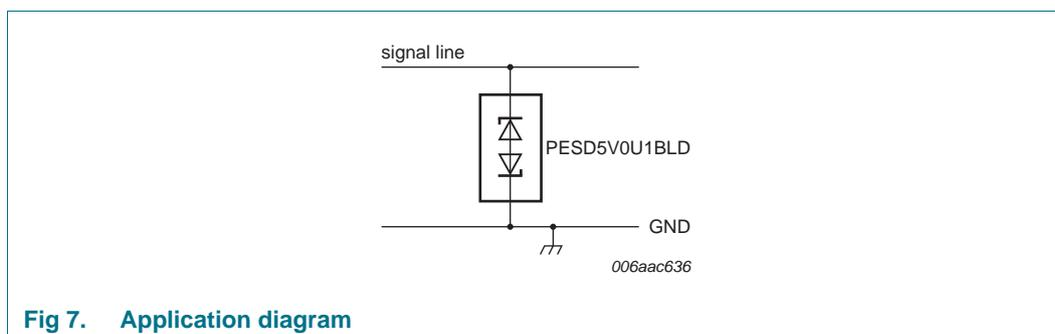 signal line
PESD5V0U1BLD
GND
006aac636
Fig 7. Application diagram